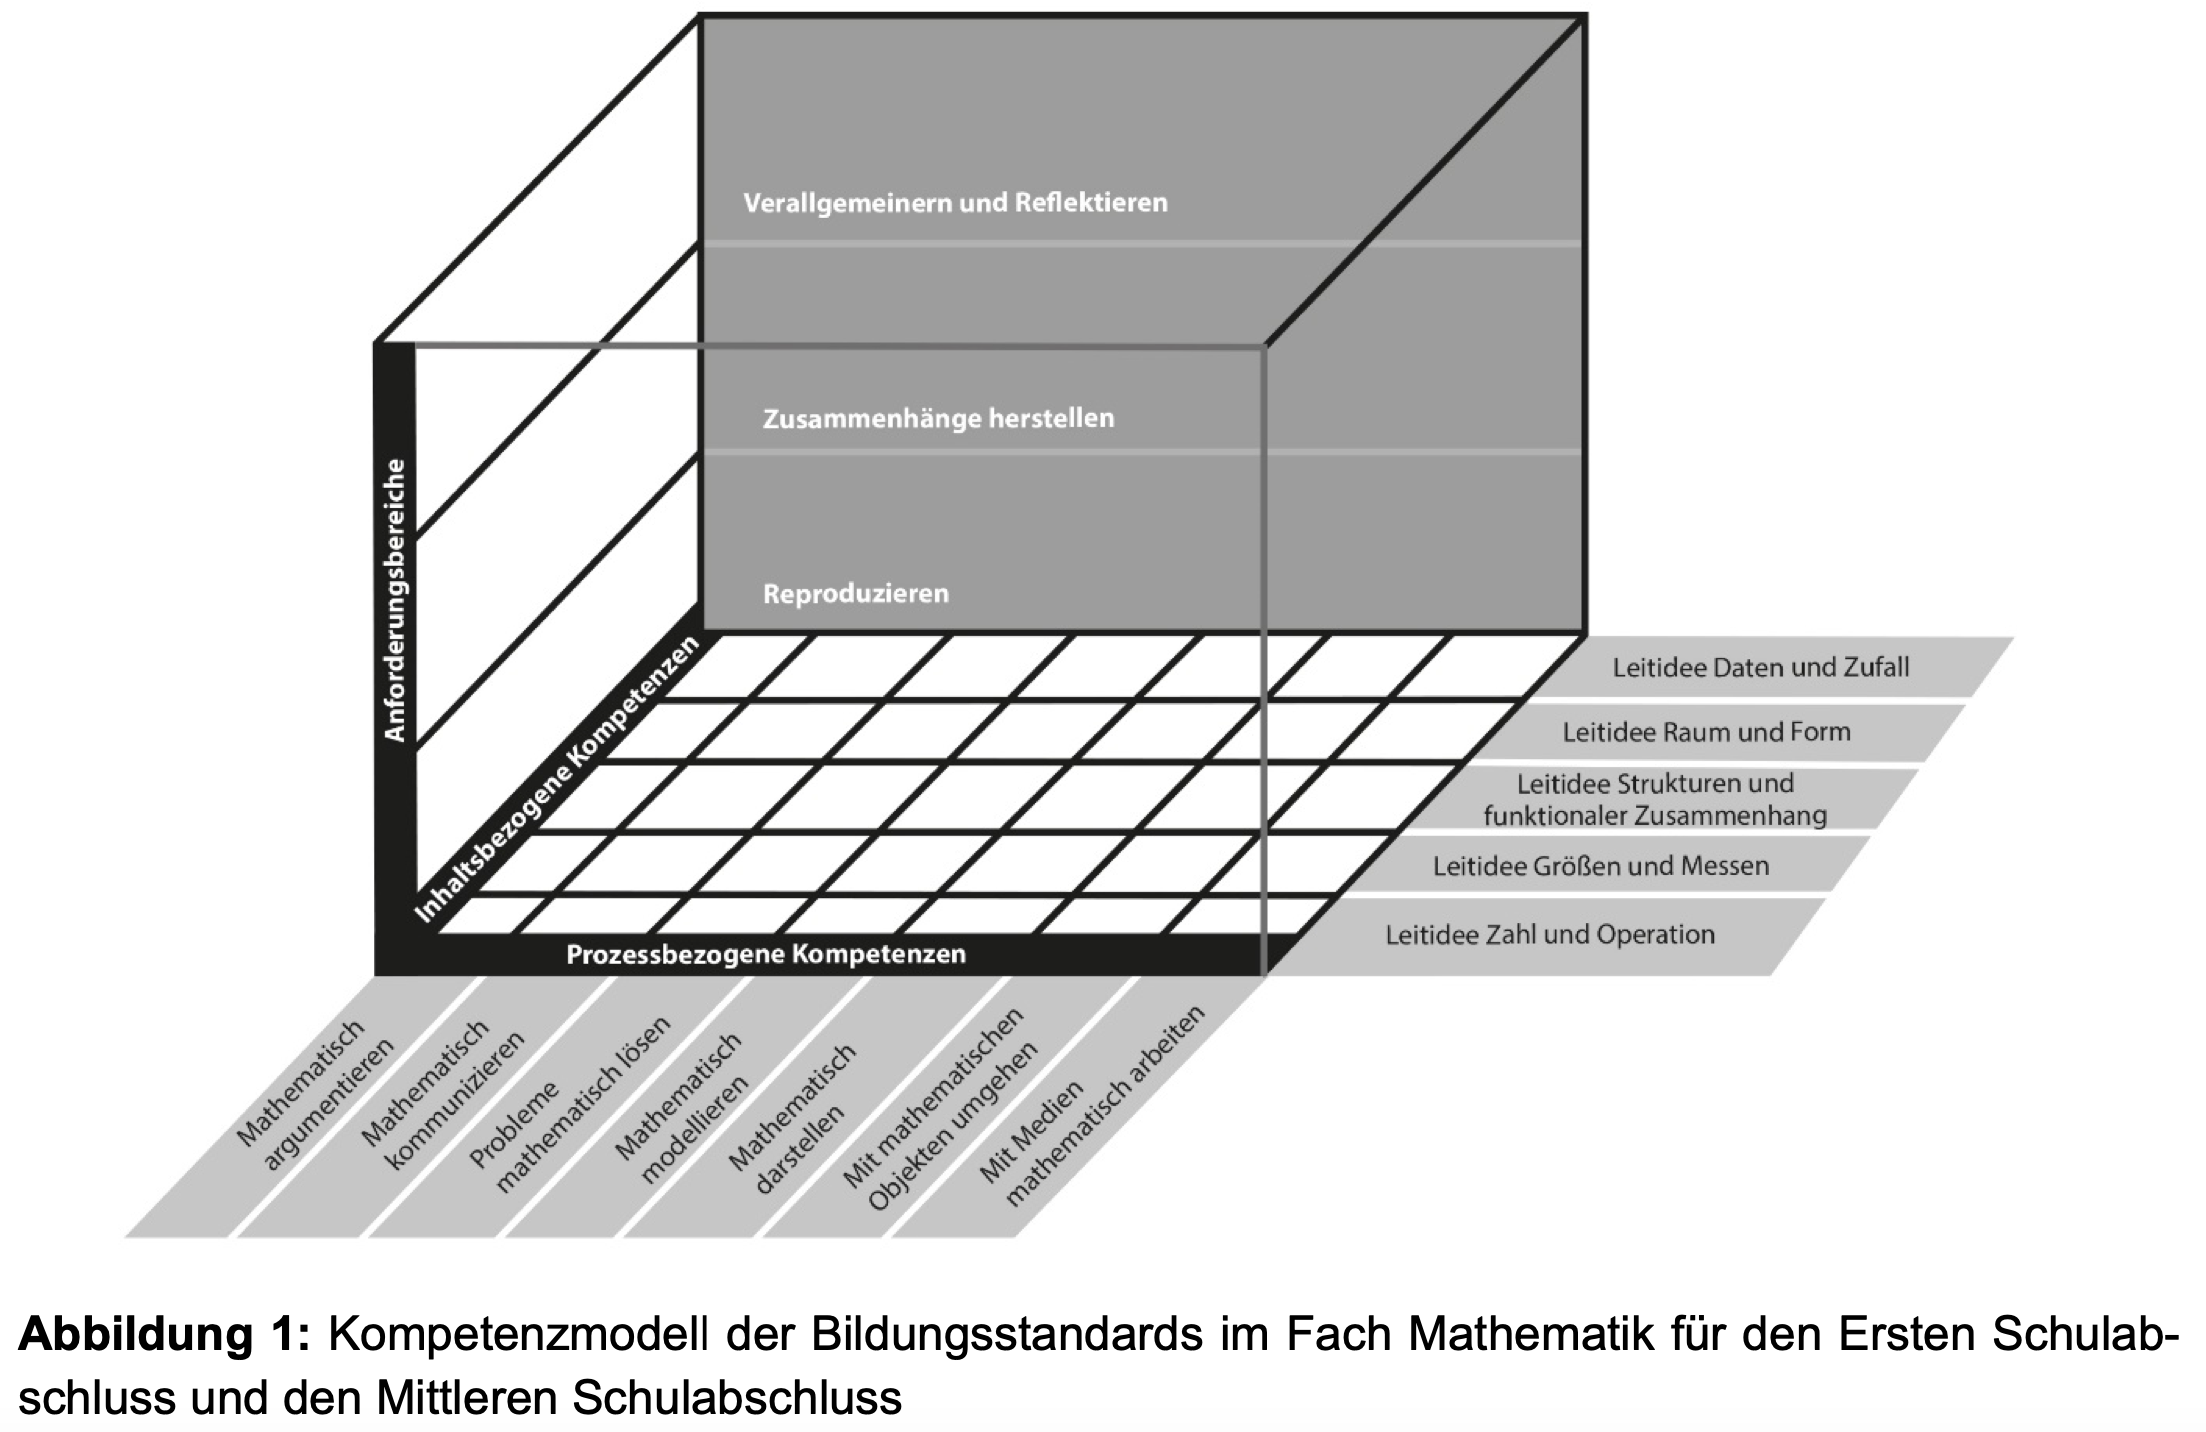 Verallgemeinern und Reflektieren
Zusammenhänge herstellen
Reproduzieren
Anforderungsbereiche
Inhaltsbezogene Kompetenzen
Prozessbezogene Kompetenzen
Leitidee Daten und Zufall
Leitidee Raum und Form
Leitidee Strukturen und
funktionaler Zusammenhang
Leitidee Größen und Messen
Leitidee Zahl und Operation
Mathematisch
argumentieren
Mathematisch
kommunizieren
Probleme
mathematisch lösen
Mathematisch
modellieren
Mathematisch
darstellen
Mit mathematischen
Objekten umgehen
Mit Medien
mathematisch arbeiten
Abbildung 1: Kompetenzmodell der Bildungsstandards im Fach Mathematik für den Ersten Schulab-
schluss und den Mittleren Schulabschluss